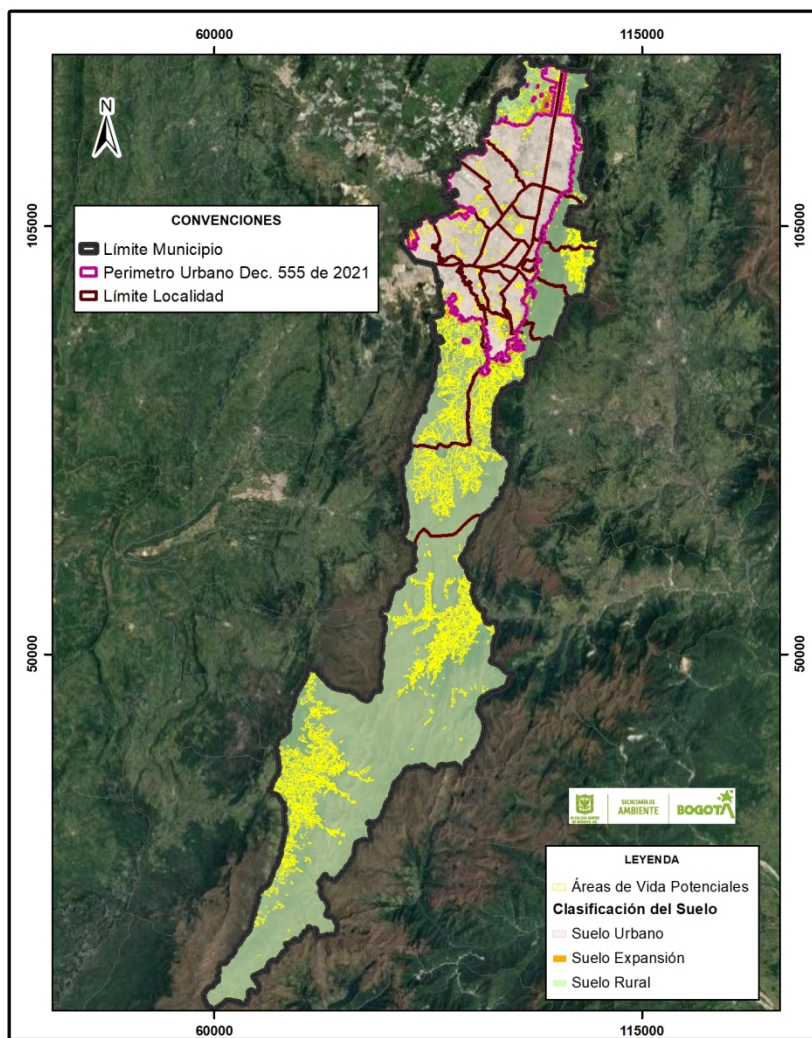 60000
115000
N
105000
105000
CONVENCIONES
Límite Municipio
Perimetro Urbano Dec. 555 de 2021
Límite Localidad
50000
50000
SECRETARÍA DE
AMBIENTE
BOGOTÁ
LEYENDA
Áreas de Vida Potenciales
Clasificación del Suelo
Suelo Urbano
Suelo Expansión
Suelo Rural
60000
115000